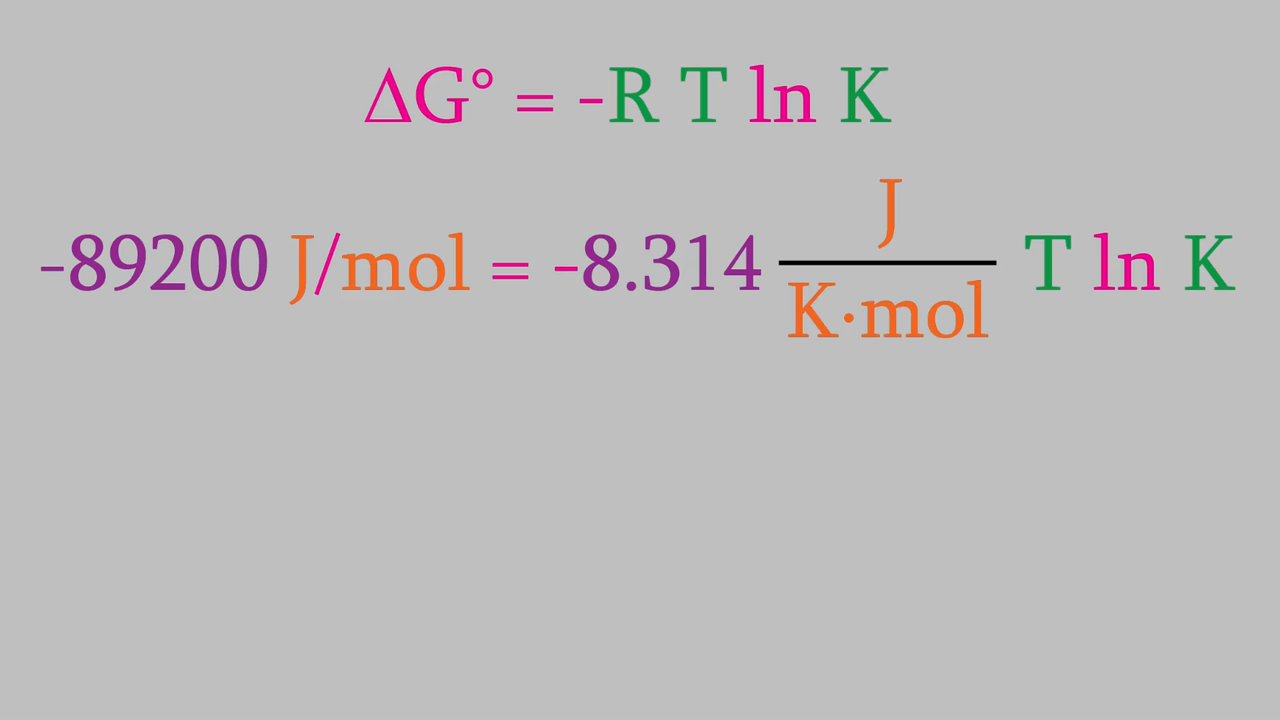 ΔG° = -R T ln K
-89200 J/mol = -8.314 J/K·mol T ln K